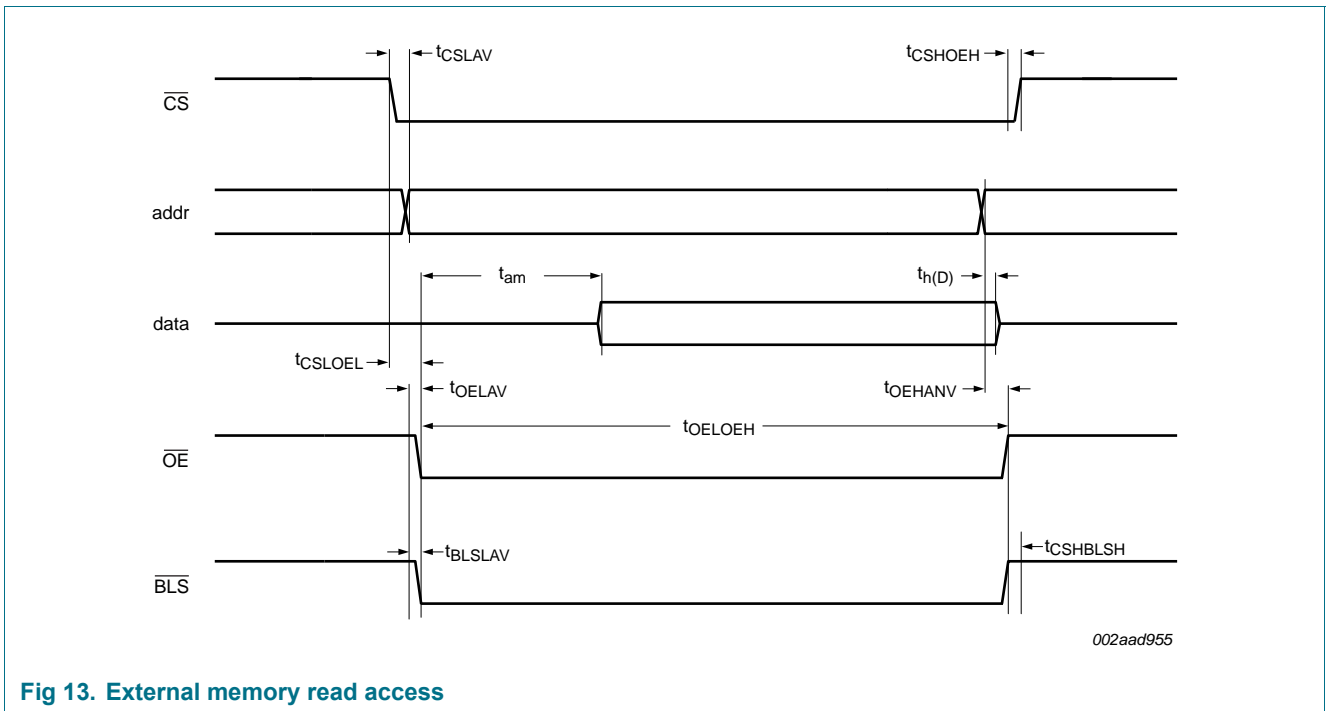 tCSLAV
tCSHOEH
CS
addr
tam
th(D)
data
tCSLOEL
tOELAV
tOEHANV
tOELOEH
OE
tBLSLAV
tCSHBLSH
BLS
002aad955
Fig 13. External memory read access